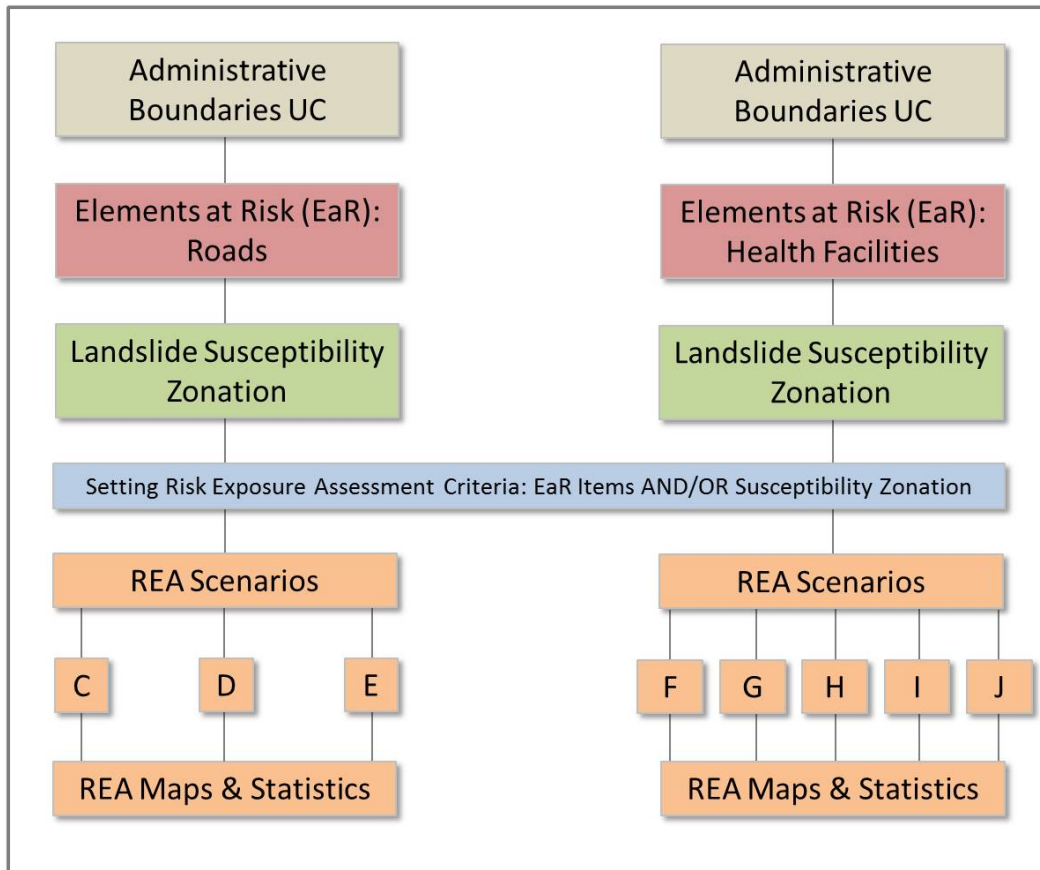 Administrative
Boundaries UC
Elements at Risk (EaR):
Roads
Landslide Susceptibility
Zonation
Administrative
Boundaries UC
Elements at Risk (EaR):
Health Facilities
Landslide Susceptibility
Zonation
Setting Risk Exposure Assessment Criteria: EaR Items AND/OR Susceptibility Zonation
REA Scenarios
C D E
REA Maps & Statistics
REA Scenarios
F G H I J
REA Maps & Statistics